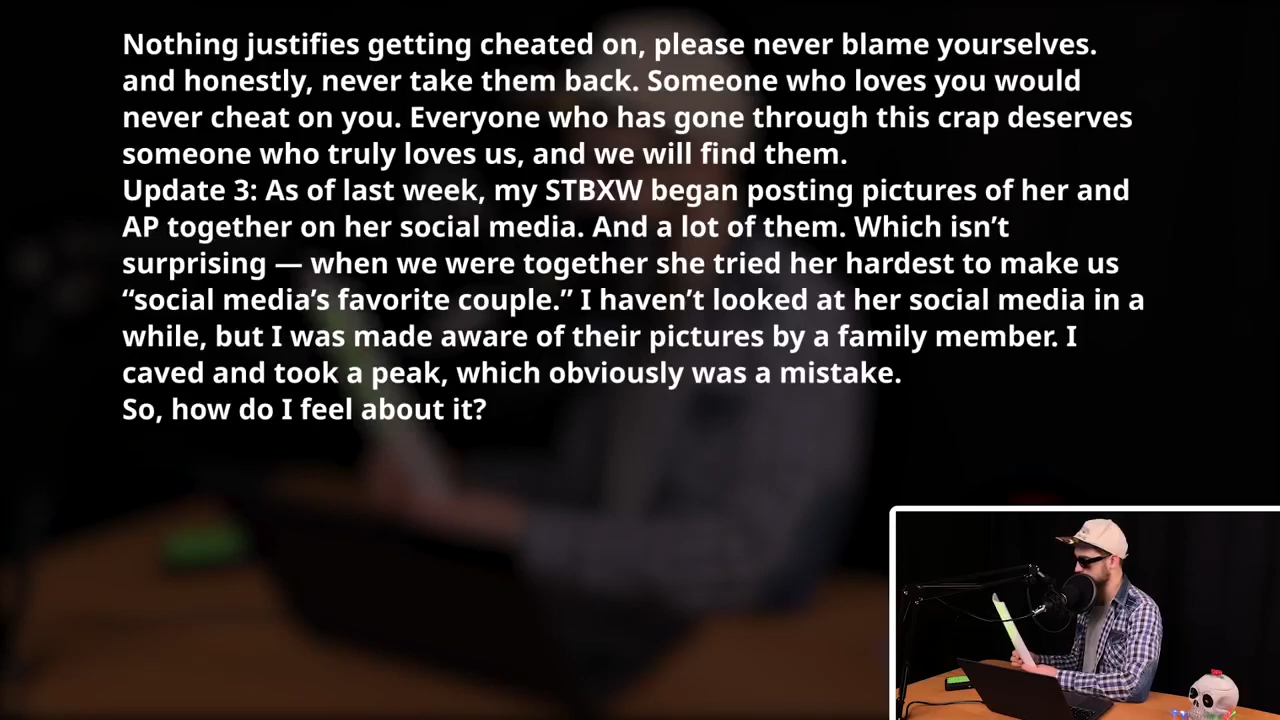 Nothing justifies getting cheated on, please never blame yourselves.
and honestly, never take them back. Someone who loves you would
never cheat on you. Everyone who has gone through this crap deserves
someone who truly loves us, and we will find them.
Update 3: As of last week, my STBXW began posting pictures of her and
AP together on her social media. And a lot of them. Which isn’t
surprising — when we were together she tried her hardest to make us
“social media’s favorite couple.” I haven’t looked at her social media in a
while, but I was made aware of their pictures by a family member. I
caved and took a peak, which obviously was a mistake.
So, how do I feel about it?